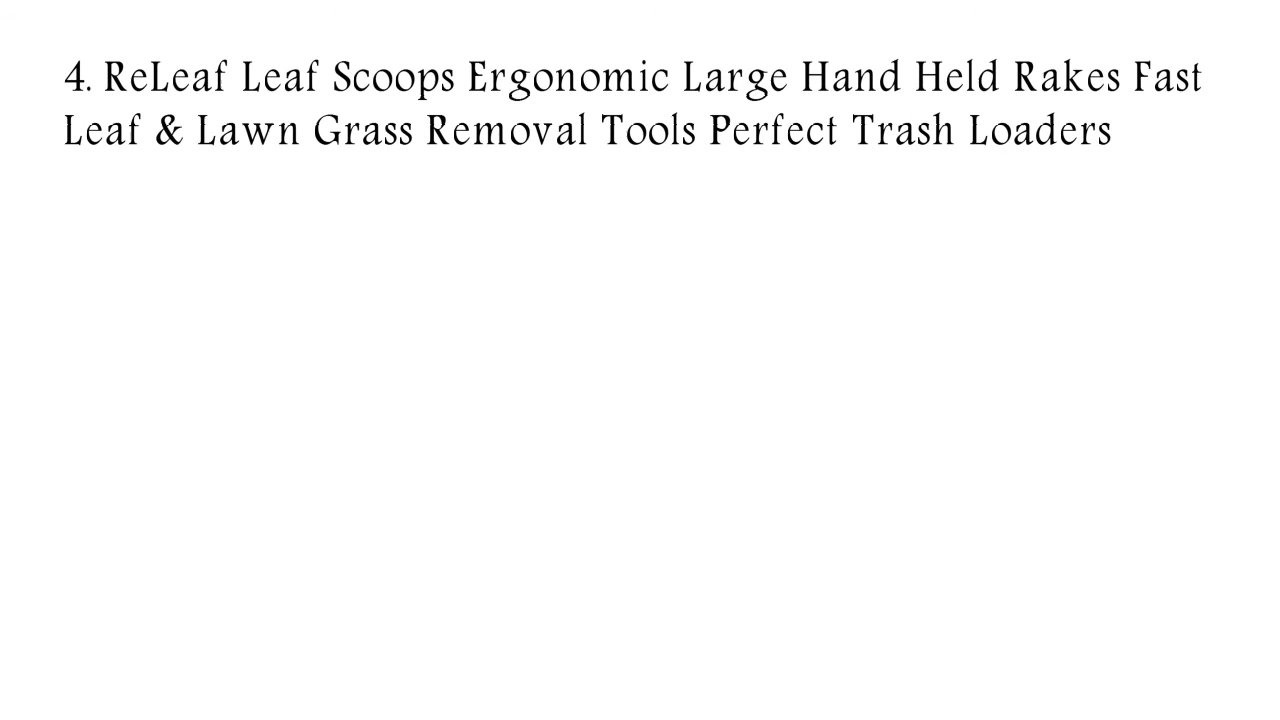 4. ReLeaf Leaf Scoops Ergonomic Large Hand Held Rakes Fast
Leaf & Lawn Grass Removal Tools Perfect Trash Loaders